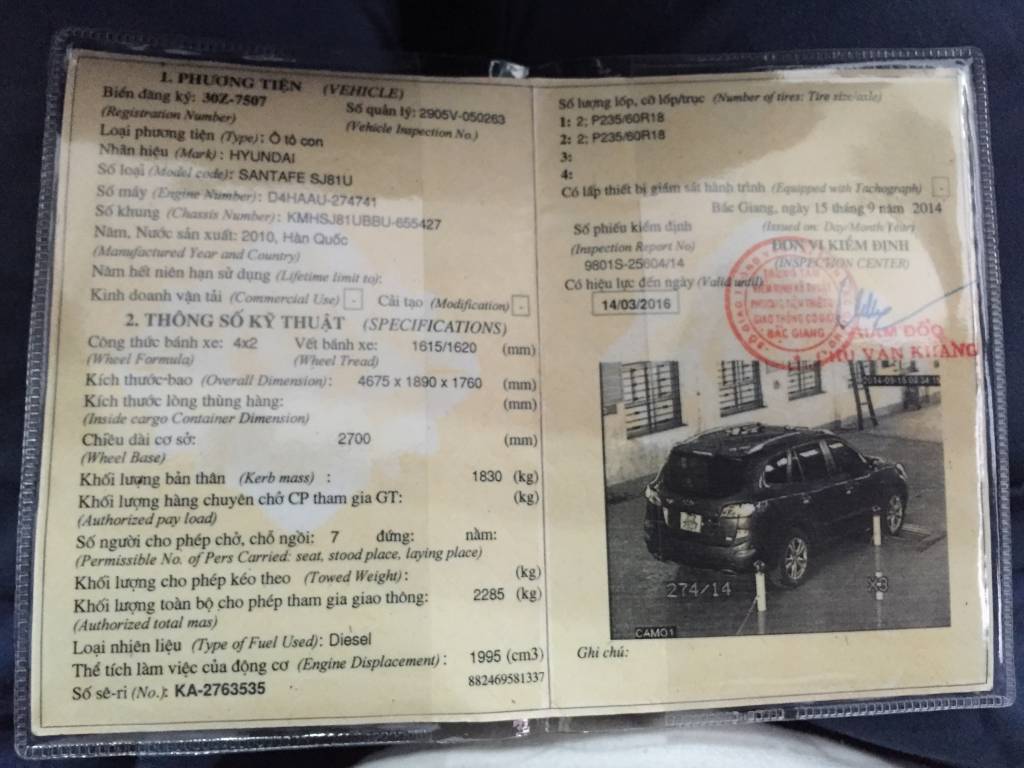 1. PHƯƠNG TIỆN (VEHICLE)
Biển đăng ký: 30Z-7507 Số quản lý: 2905V-050263
(Registration Number) (Vehicle Inspection No.)
Loại phương tiện (Type): Ô tô con
Nhãn hiệu (Mark): HYUNDAI
Số loại (Model code): SANTAFE SJ81U
Số máy (Engine Number): D4HAAU-274741
Số khung (Chassis Number): KMHSJ81UBBU-655427
Năm, Nước sản xuất: 2010, Hàn Quốc
(Manufactured Year and Country)
Năm hết niên hạn sử dụng (Lifetime limit to):
Kinh doanh vận tải (Commercial Use) - Cải tạo (Modification) -
2. THÔNG SỐ KỸ THUẬT (SPECIFICATIONS)
Công thức bánh xe: 4x2 Vết bánh xe: 1615/1620 (mm)
(Wheel Formula) (Wheel Tread)
Kích thước bao (Overall Dimension): 4675 x 1890 x 1760 (mm)
Kích thước lòng thùng hàng: (mm)
(Inside cargo Container Dimension)
Chiều dài cơ sở: 2700 (mm)
(Wheel Base)
Khối lượng bản thân (Kerb mass) : 1830 (kg)
Khối lượng hàng chuyên chở CP tham gia GT: (kg)
(Authorized pay load)
Số người cho phép chở, chỗ ngồi: 7 đứng: nằm:
(Permissible No. of Pers Carried: seat, stood place, laying place)
Khối lượng cho phép kéo theo (Towed Weight): (kg)
Khối lượng toàn bộ cho phép tham gia giao thông: 2285 (kg)
(Authorized total mas)
Loại nhiên liệu (Type of Fuel Used): Diesel
Thể tích làm việc của động cơ (Engine Displacement): 1995 (cm3)
882469581337
Số sê-ri (No.): KA-2763535
Số lượng lốp, cỡ lốp/trục (Number of tires: Tire size/axle)
1: 2; P235/60R18
2: 2; P235/60R18
3:
4:
Có lắp thiết bị giám sát hành trình (Equipped with Tachograph) -
Bắc Giang, ngày 15 tháng 9 năm 2014
Số phiếu kiểm định (Issued on: Day/Month/Year)
(Inspection Report No) ĐƠN VỊ KIỂM ĐỊNH
9801S-25604/14 (INSPECTION CENTER)
Có hiệu lực đến ngày (Valid until)
14/03/2016
TRUNG TÂM
GIAO THÔNG CƠ GIỚI
BẮC GIANG
GIÁM ĐỐC
CHU VĂN KHANG
274/14
X3
CAM01
Ghi chú: